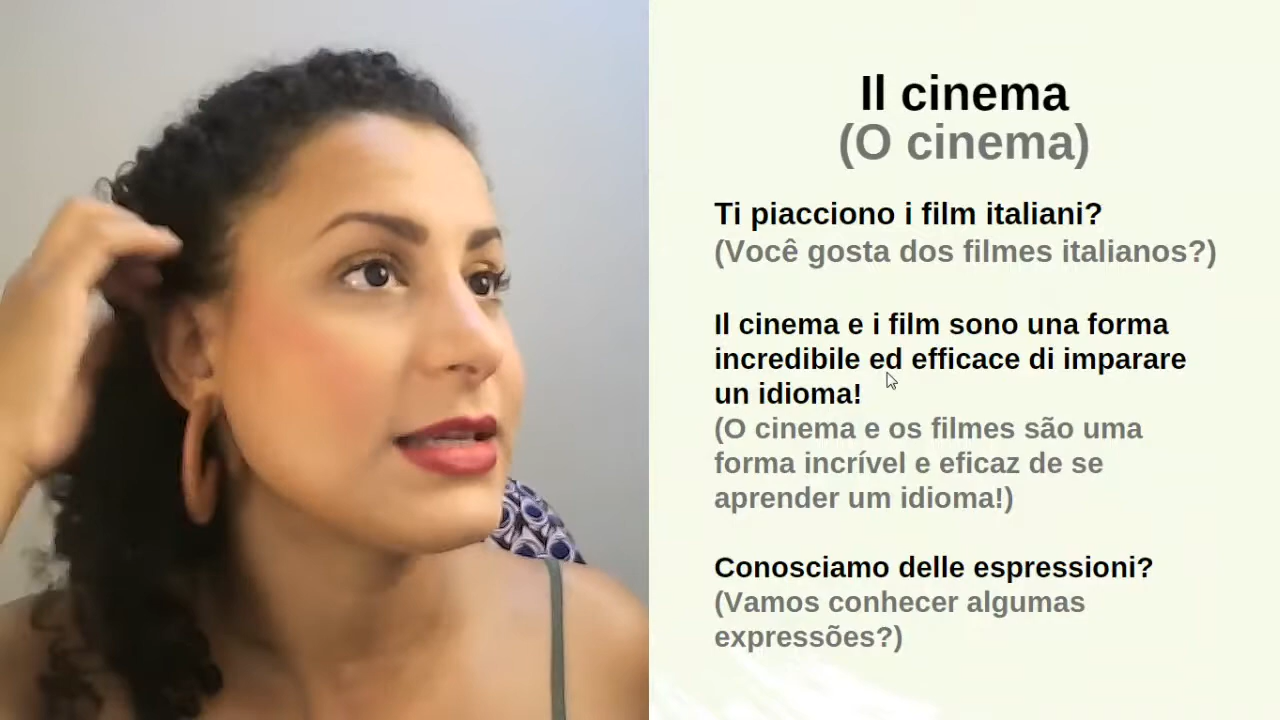 Il cinema
(O cinema)
Ti piacciono i film italiani?
(Você gosta dos filmes italianos?)
Il cinema e i film sono una forma
incredibile ed efficace di imparare
un idioma!
(O cinema e os filmes são uma
forma incrível e eficaz de se
aprender um idioma!)
Conosciamo delle espressioni?
(Vamos conhecer algumas
expressões?)